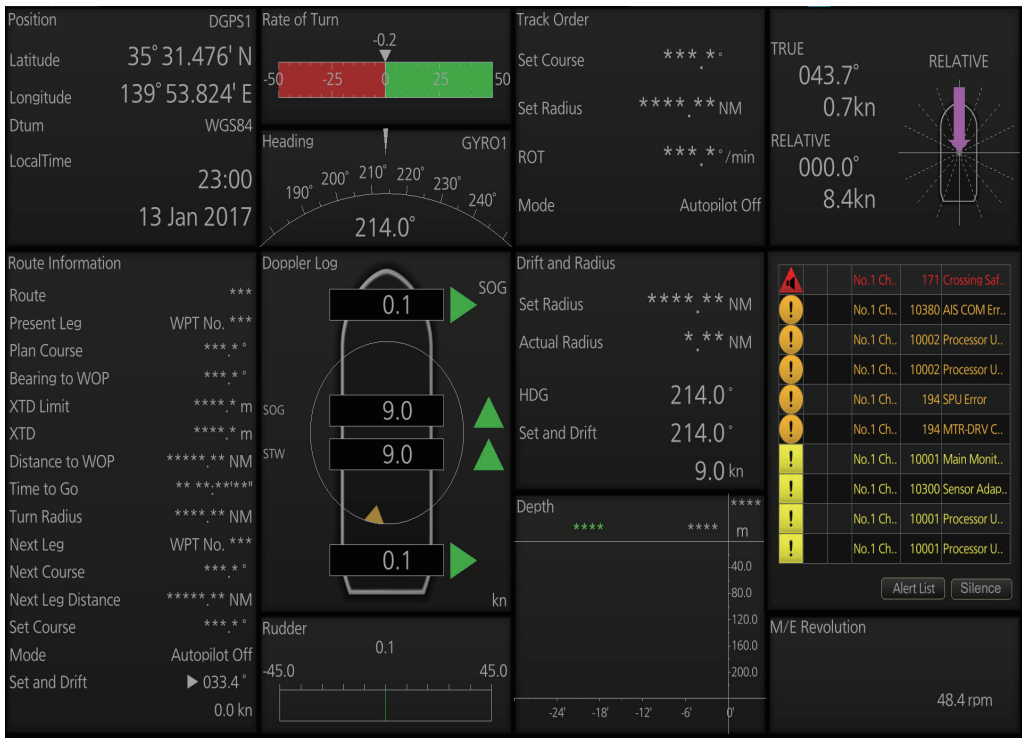 Position DGPS1
Latitude 35°31.476' N
Longitude 139°53.824' E
Dtum WGS84
LocalTime
23:00
13 Jan 2017
Rate of Turn
-0.2
-50 -25 0 25 50
Heading GYRO1
190° 200° 210° 220° 230° 240°
214.0°
Track Order
Set Course ***.*°
Set Radius ****.** NM
ROT ***.*°/min
Mode Autopilot Off
TRUE
043.7°
0.7kn
RELATIVE
RELATIVE
000.0°
8.4kn
Route Information
Route ***
Present Leg WPT No. ***
Plan Course ***.*°
Bearing to WOP ***.*°
XTD Limit ****.* m
XTD ****.* m
Distance to WOP *****.** NM
Time to Go ** **:**'**"
Turn Radius ****.** NM
Next Leg WPT No. ***
Next Course ***.*°
Next Leg Distance *****.** NM
Set Course ***.*°
Mode Autopilot Off
Set and Drift ▶ 033.4°
0.0 kn
Doppler Log
SOG
0.1
SOG 9.0
STW 9.0
0.1
kn
Rudder
0.1
-45.0 45.0
Drift and Radius
Set Radius ****.** NM
Actual Radius *.** NM
HDG 214.0°
Set and Drift 214.0°
9.0 kn
Depth ****
**** **** m
40.0
80.0
120.0
160.0
200.0
-24' -18' -12' -6' 0'
No.1 Ch.. 171 Crossing Saf..
! No.1 Ch.. 10380 AIS COM Err..
! No.1 Ch.. 10002 Processor U..
! No.1 Ch.. 10002 Processor U..
! No.1 Ch.. 194 SPU Error
! No.1 Ch.. 194 MTR-DRV C..
! No.1 Ch.. 10001 Main Monit..
! No.1 Ch.. 10300 Sensor Adap..
! No.1 Ch.. 10001 Processor U..
! No.1 Ch.. 10001 Processor U..
Alert List Silence
M/E Revolution
48.4 rpm